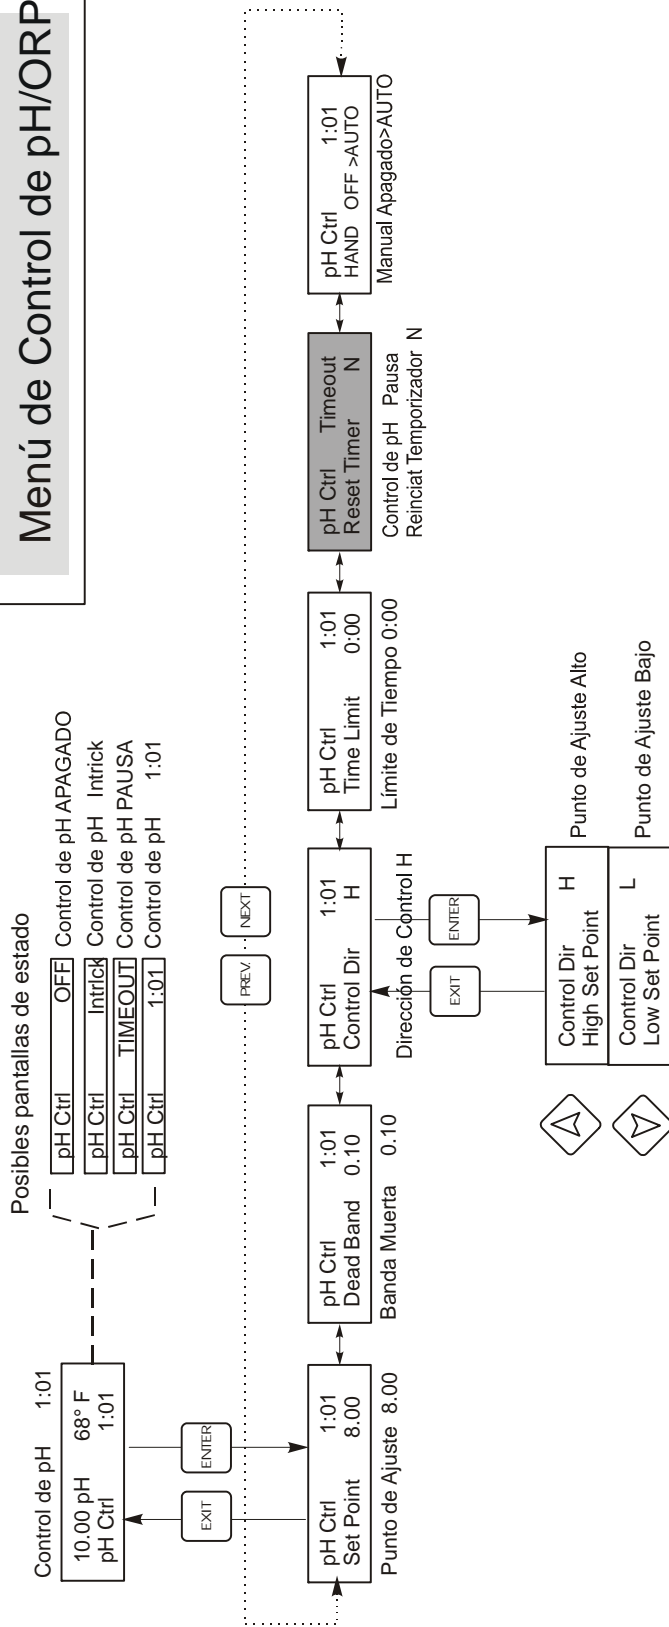 Menú de Control de pH/ORP
Posibles pantallas de estado
pH Ctrl OFF Control de pH APAGADO
pH Ctrl Intrlck Control de pH Intrick
pH Ctrl TIMEOUT Control de pH PAUSA
pH Ctrl 1:01 Control de pH 1:01
Control de pH 1:01
10.00 pH 68° F
pH Ctrl 1:01
EXIT
ENTER
PREV.
NEXT
pH Ctrl 1:01
Set Point 8.00
Punto de Ajuste 8.00
pH Ctrl 1:01
Dead Band 0.10
Banda Muerta 0.10
pH Ctrl 1:01
Control Dir H
Dirección de Control H
pH Ctrl 1:01
Time Limit 0:00
Límite de Tiempo 0:00
pH Ctrl Timeout
Reset Timer N
Control de pH Pausa
Reinciat Temporizador N
pH Ctrl 1:01
HAND OFF >AUTO
Manual Apagado>AUTO
EXIT
ENTER
Control Dir H
High Set Point
Punto de Ajuste Alto
Control Dir L
Low Set Point
Punto de Ajuste Bajo